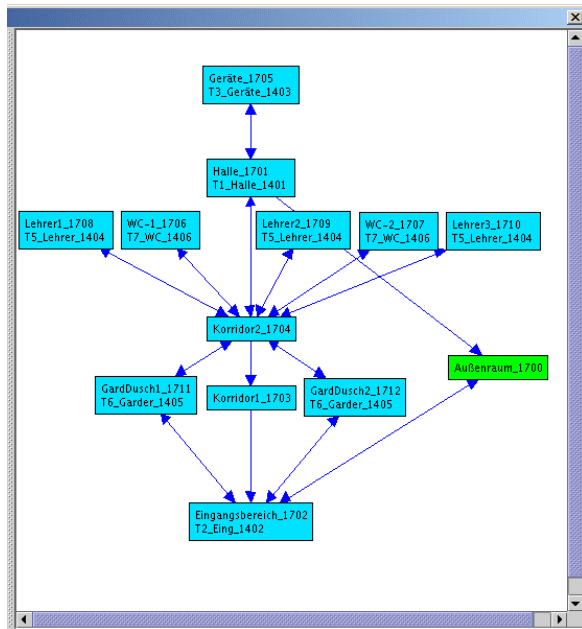 Geräte_1705
T3_Geräte_1403
Halle_1701
T1_Halle_1401
Lehrer1_1708
T5_Lehrer_1404
WC-1_1706
T7_WC_1406
Lehrer2_1709
T5_Lehrer_1404
WC-2_1707
T7_WC_1406
Lehrer3_1710
T5_Lehrer_1404
Korridor2_1704
Außenraum_1700
GardDusch1_1711
T6_Garder_1405
Korridor1_1703
GardDusch2_1712
T6_Garder_1405
Eingangsbereich_1702
T2_Eing_1402